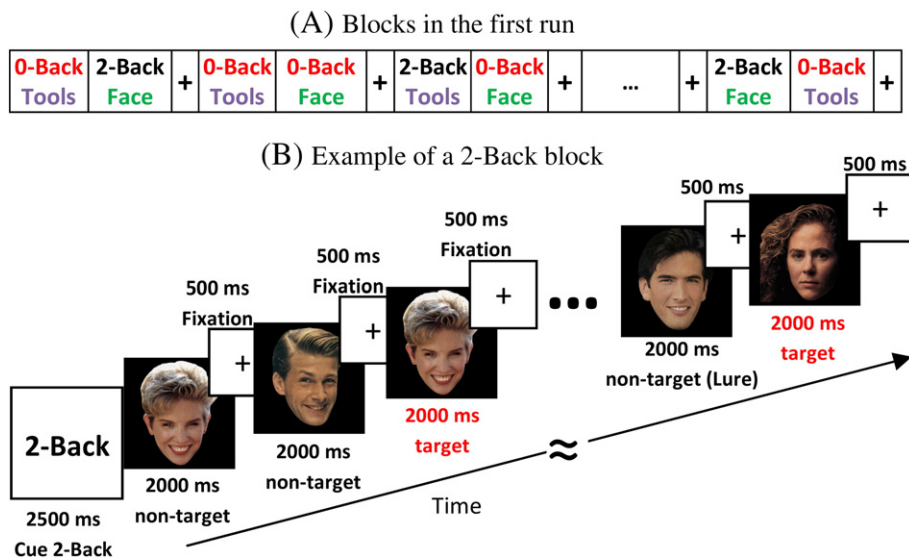 (A) Blocks in the first run
0-Back 2-Back + 0-Back 0-Back + 2-Back 0-Back + ... + 2-Back 0-Back +
Tools Face Tools Face Tools Face Face Tools
(B) Example of a 2-Back block
500 ms
500 ms
500 ms
Fixation
500 ms
Fixation
500 ms
Fixation
+
+
+
+
+
...
2-Back
2000 ms
target
2000 ms
non-target (Lure)
2000 ms
target
2000 ms
non-target
2000 ms
non-target
≈
Time
2500 ms
Cue 2-Back